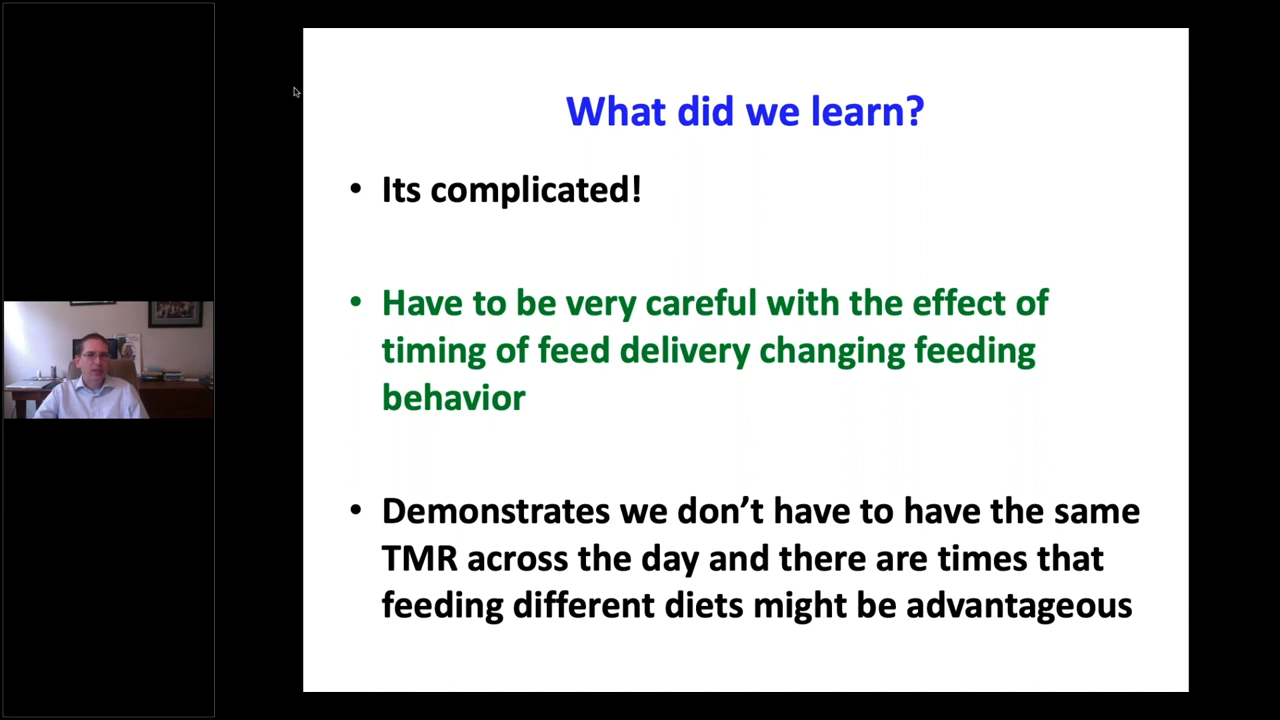 What did we learn?
• Its complicated!
• Have to be very careful with the effect of
timing of feed delivery changing feeding
behavior
• Demonstrates we don’t have to have the same
TMR across the day and there are times that
feeding different diets might be advantageous